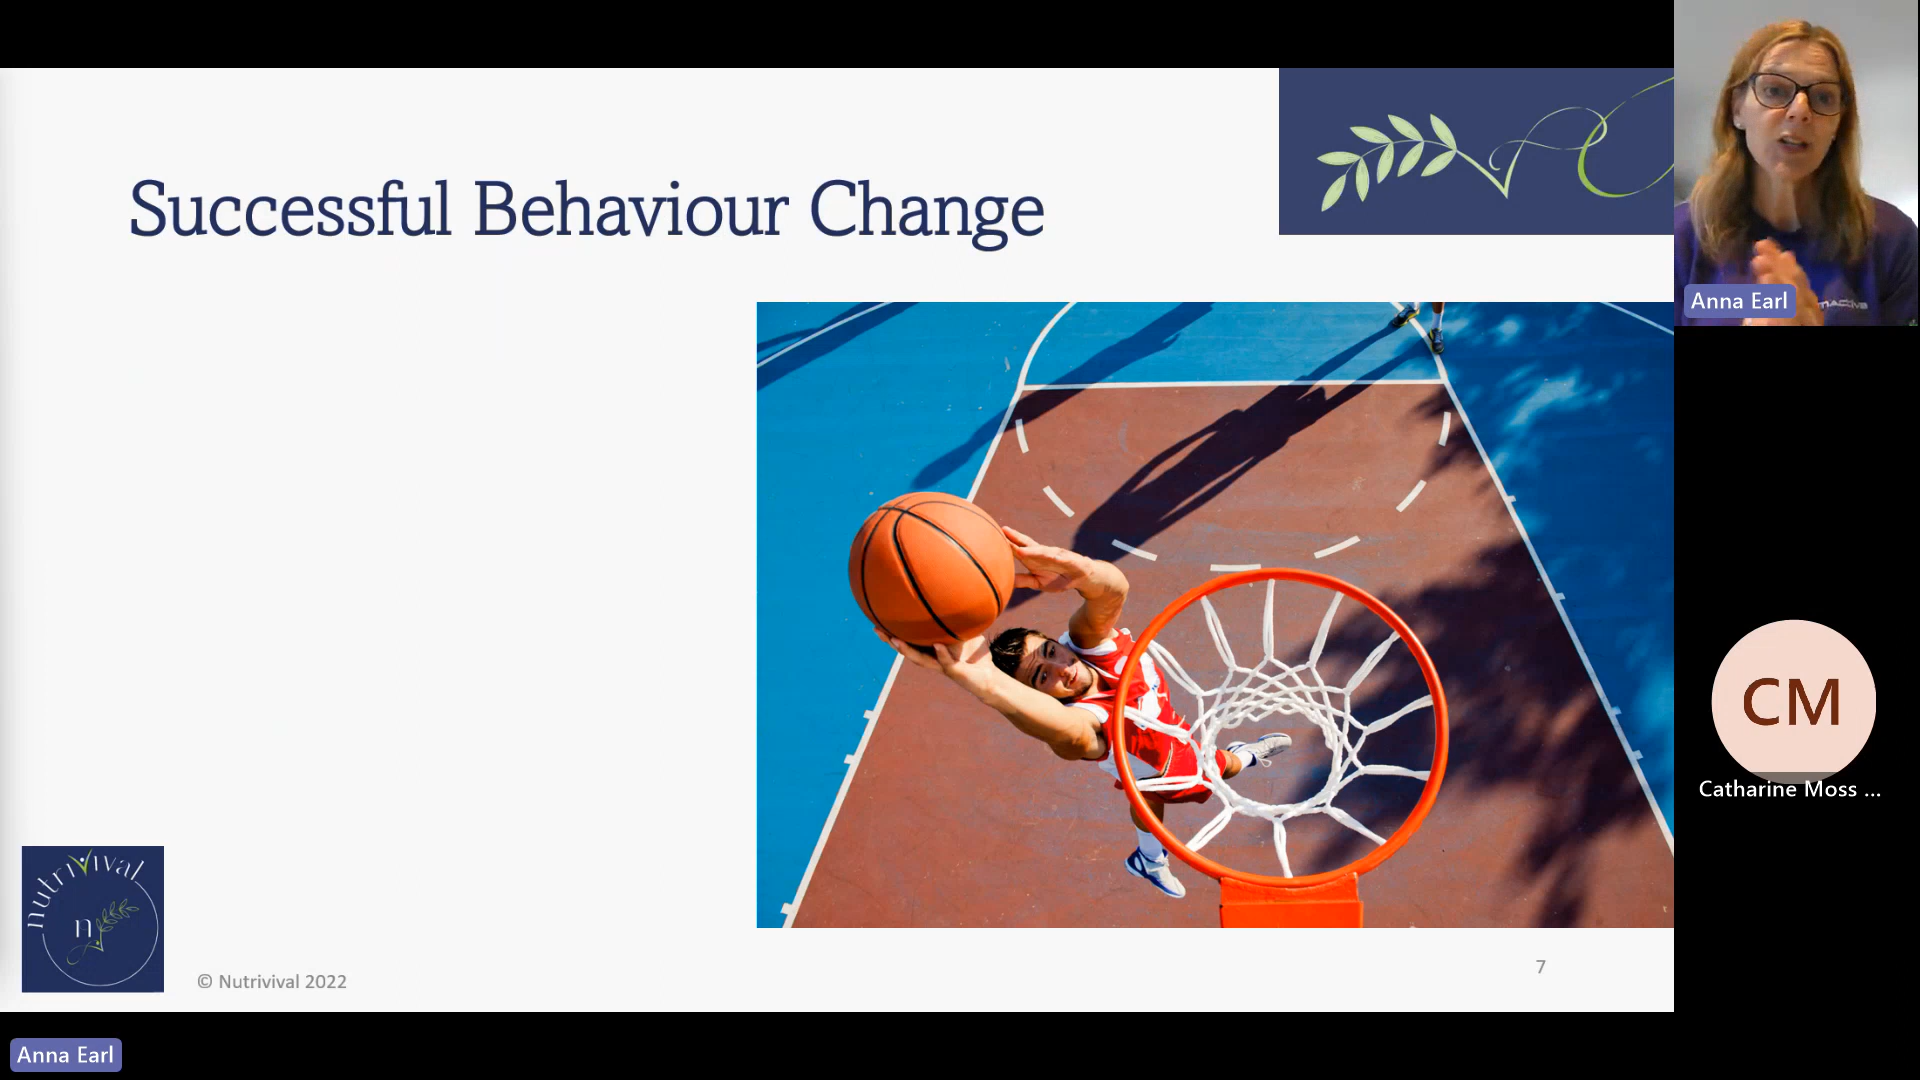 Successful Behaviour Change
Anna Earl
CM
Catharine Moss ...
nutrivival
n
© Nutrivival 2022
7
Anna Earl